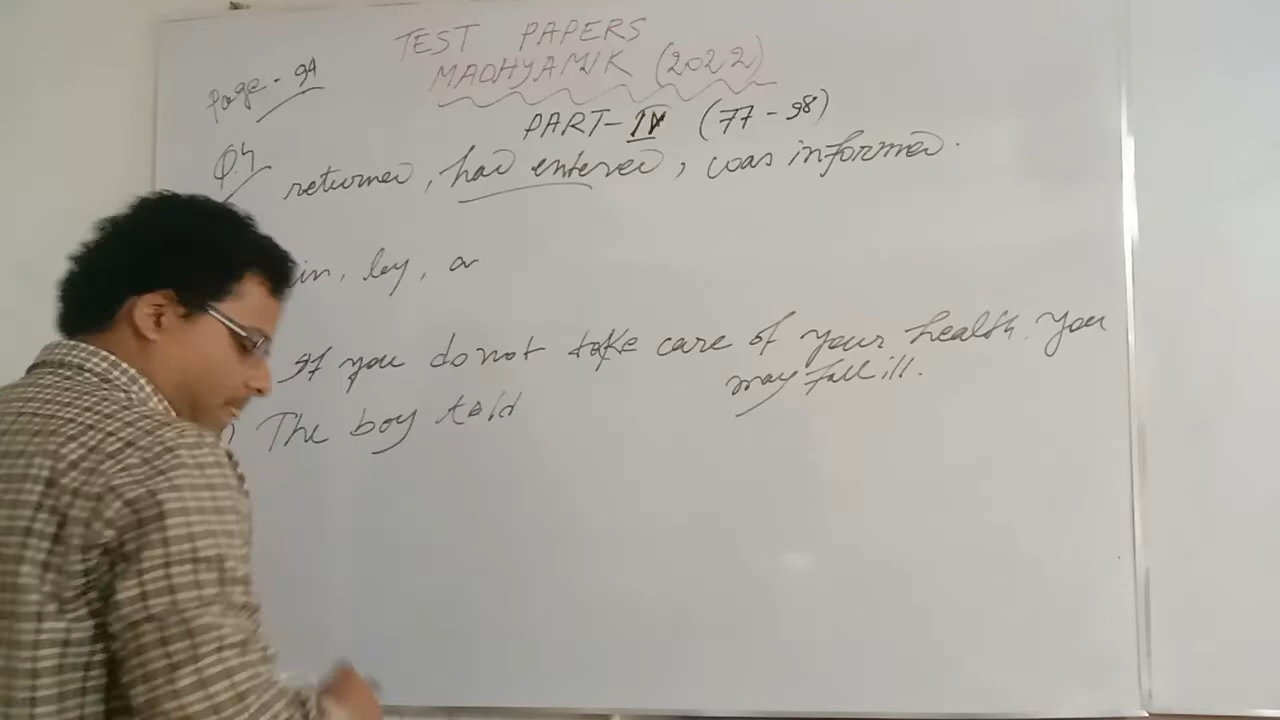 TEST PAPERS
MADHYAMIK (2022)
Page - 94
PART-IV (77-98)
Q.4
returned, had entered, was informed.
in, by, a
If you do not take care of your health. You
may fall ill.
) The boy told